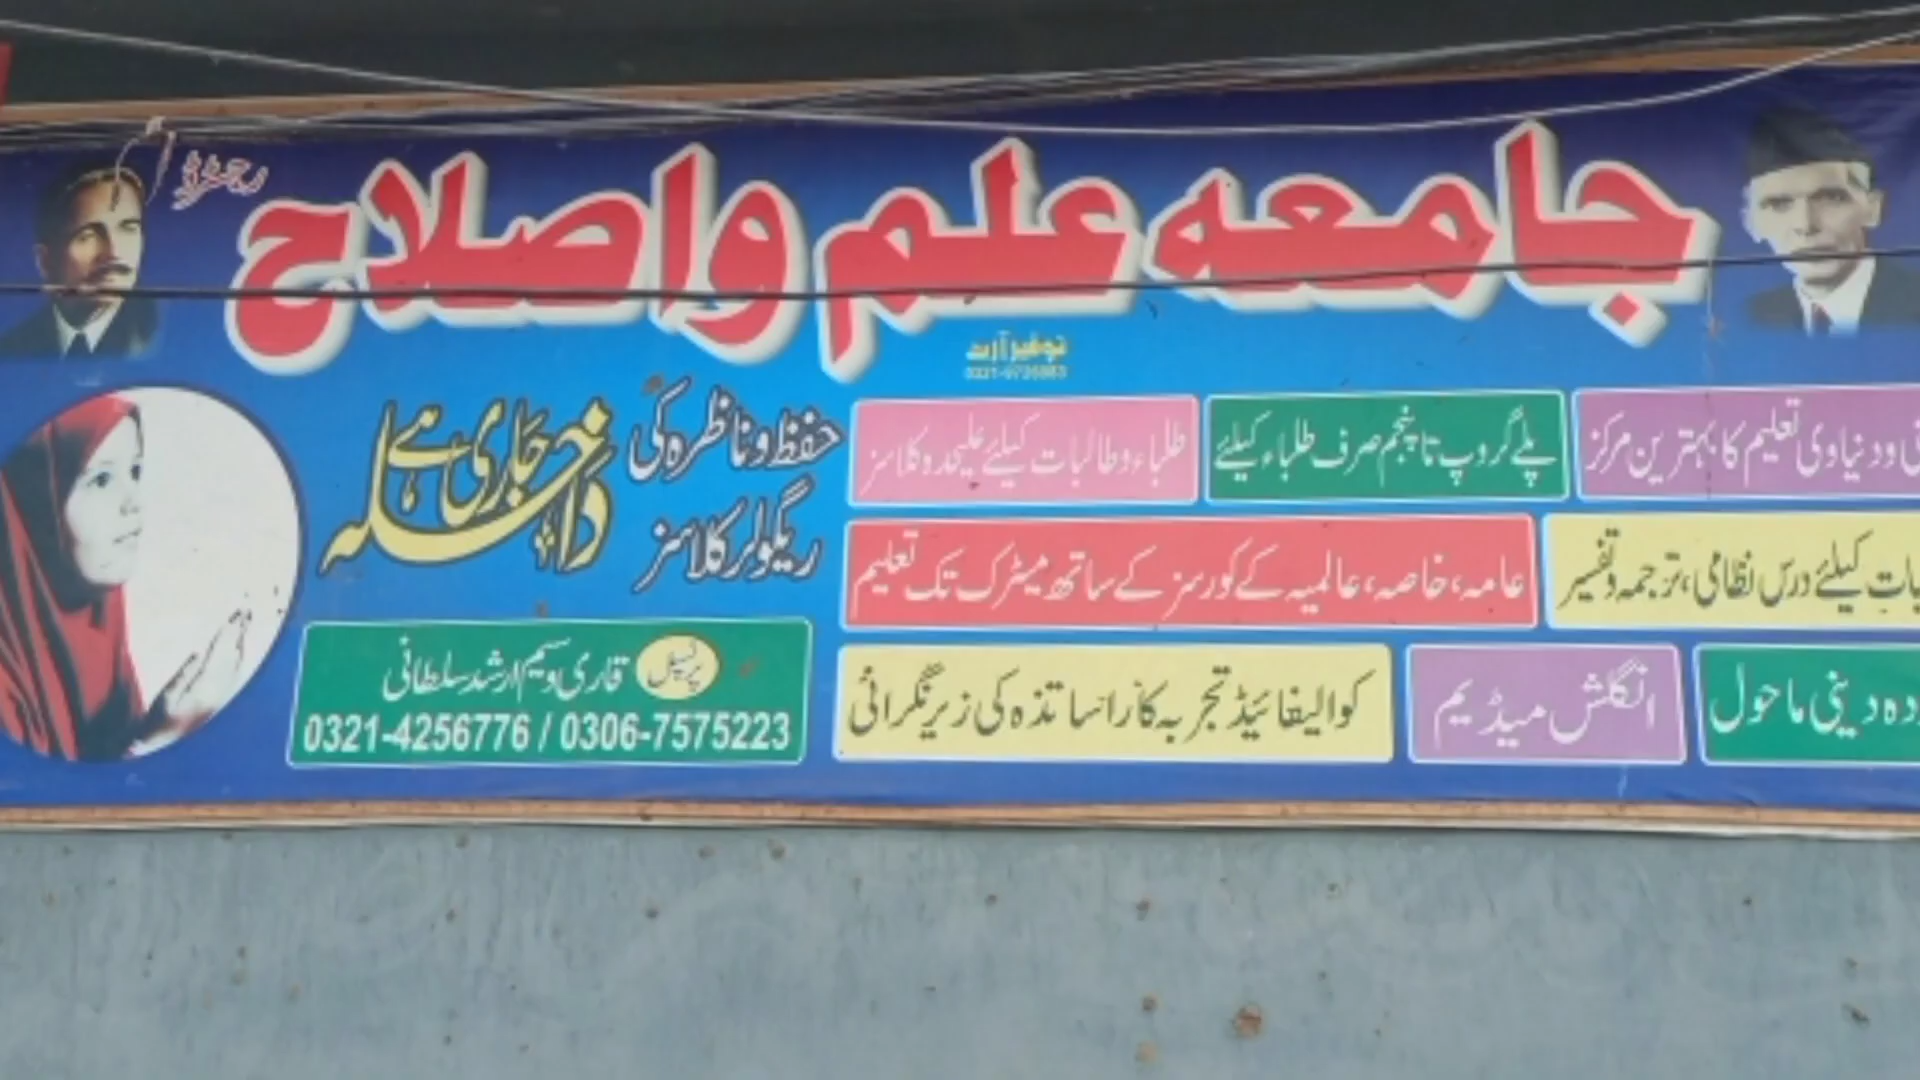 جامعہ علم واصلاح
رجسٹرڈ
توقیر آرٹ
ودنیاوی تعلیم کا بہترین مرکز
پلے گروپ تا پنجم صرف طلباء کیلئے
طلباء وطالبات کیلئے علیحدہ کلاسز
حفظ و ناظرہ کی
ریگولر کلاسز
داخلہ جاری ہے
کیلئے درس نظامی، ترجمہ وتفسیر
عامہ، خاصہ، عالمیہ کے کورسز کے ساتھ میٹرک تک تعلیم
دینی ماحول
انگلش میڈیم
کوالیفائیڈ تجربہ کار اساتذہ کی زیرنگرانی
پرنسپل قاری وسیم ارشد سلطانی
0321-4256776 / 0306-7575223